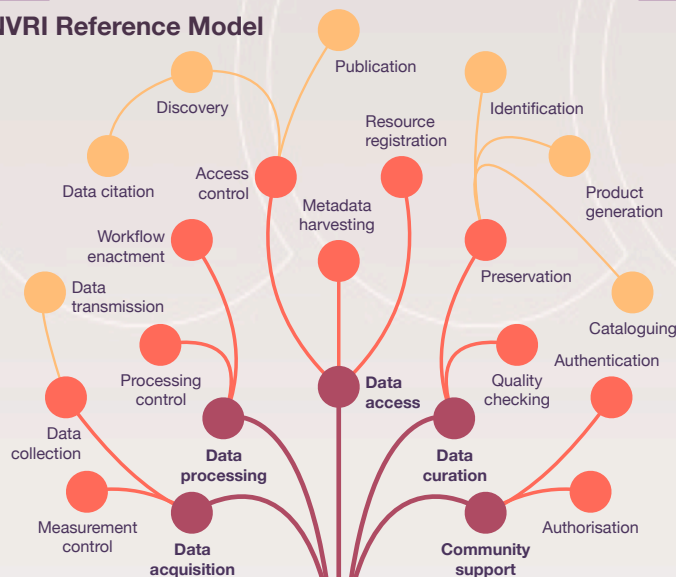 NVRI Reference Model
Publication
Discovery
Identification
Resource
registration
Data citation
Access
control
Product
generation
Metadata
harvesting
Workflow
enactment
Preservation
Data
transmission
Cataloguing
Processing
control
Data
access
Quality
checking
Authentication
Data
collection
Data
processing
Data
curation
Measurement
control
Authorisation
Data
acquisition
Community
support